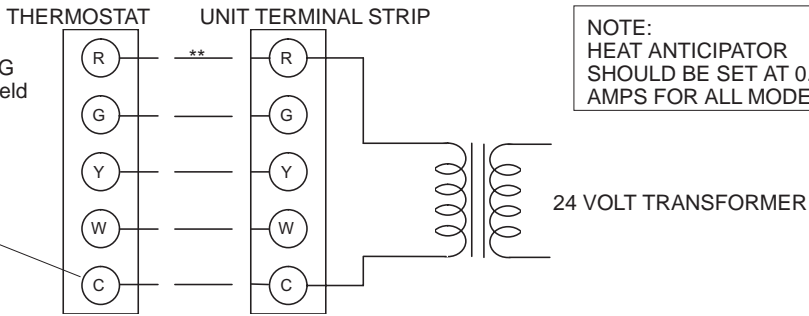 THERMOSTAT
UNIT TERMINAL STRIP
NOTE:
HEAT ANTICIPATOR
SHOULD BE SET AT 0.
AMPS FOR ALL MODE
G
eld
**
R
R
G
G
Y
Y
W
W
C
C
24 VOLT TRANSFORMER